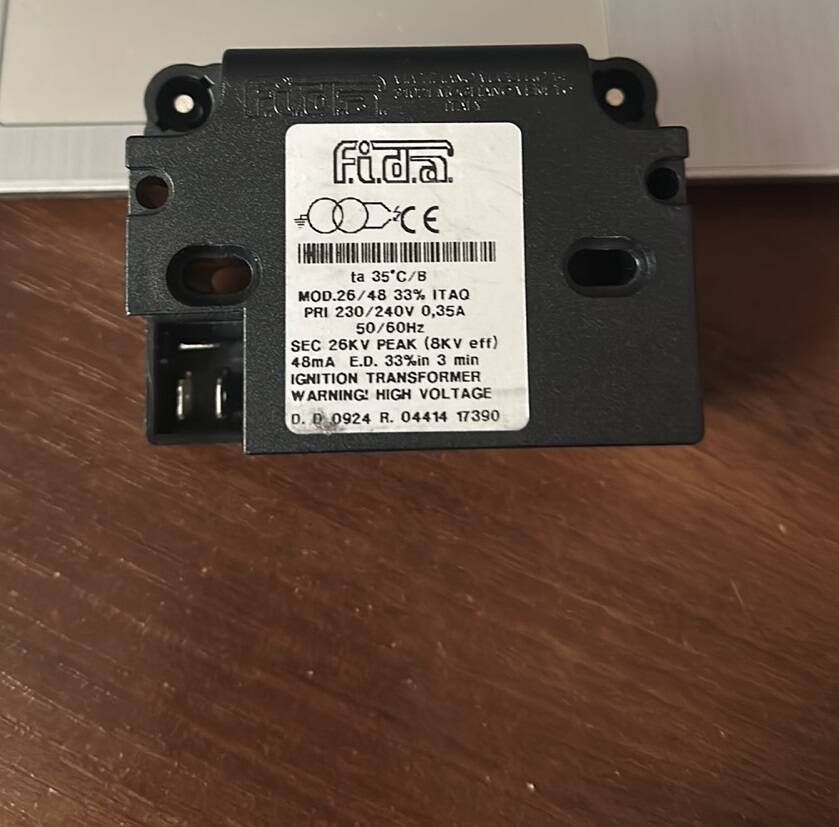 f.i.d.a.
ITALY
f.i.d.a.
CE
ta 35°C/B
MOD.26/48 33% ITAQ
PRI 230/240V 0,35A
50/60Hz
SEC 26KV PEAK (8KV eff)
48mA E.D. 33%in 3 min
IGNITION TRANSFORMER
WARNING! HIGH VOLTAGE
D. D 0924 R. 04414 17390